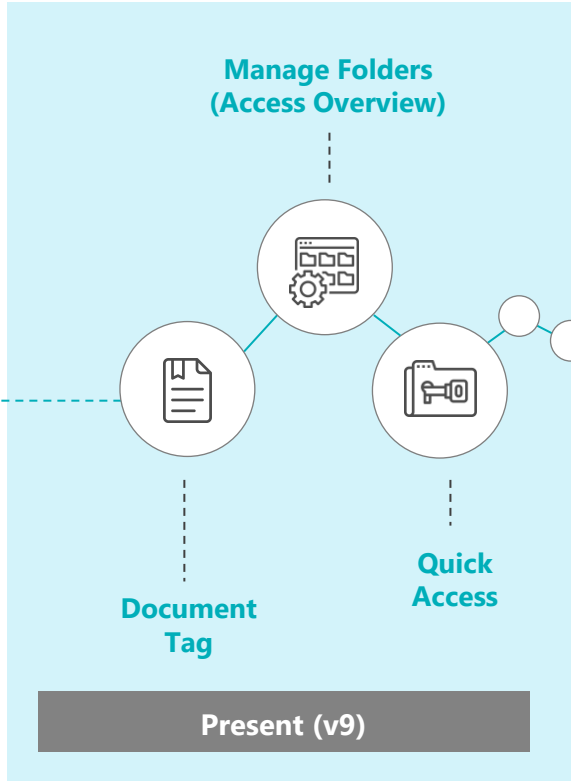 Manage Folders
(Access Overview)
Document
Tag
Quick
Access
Present (v9)